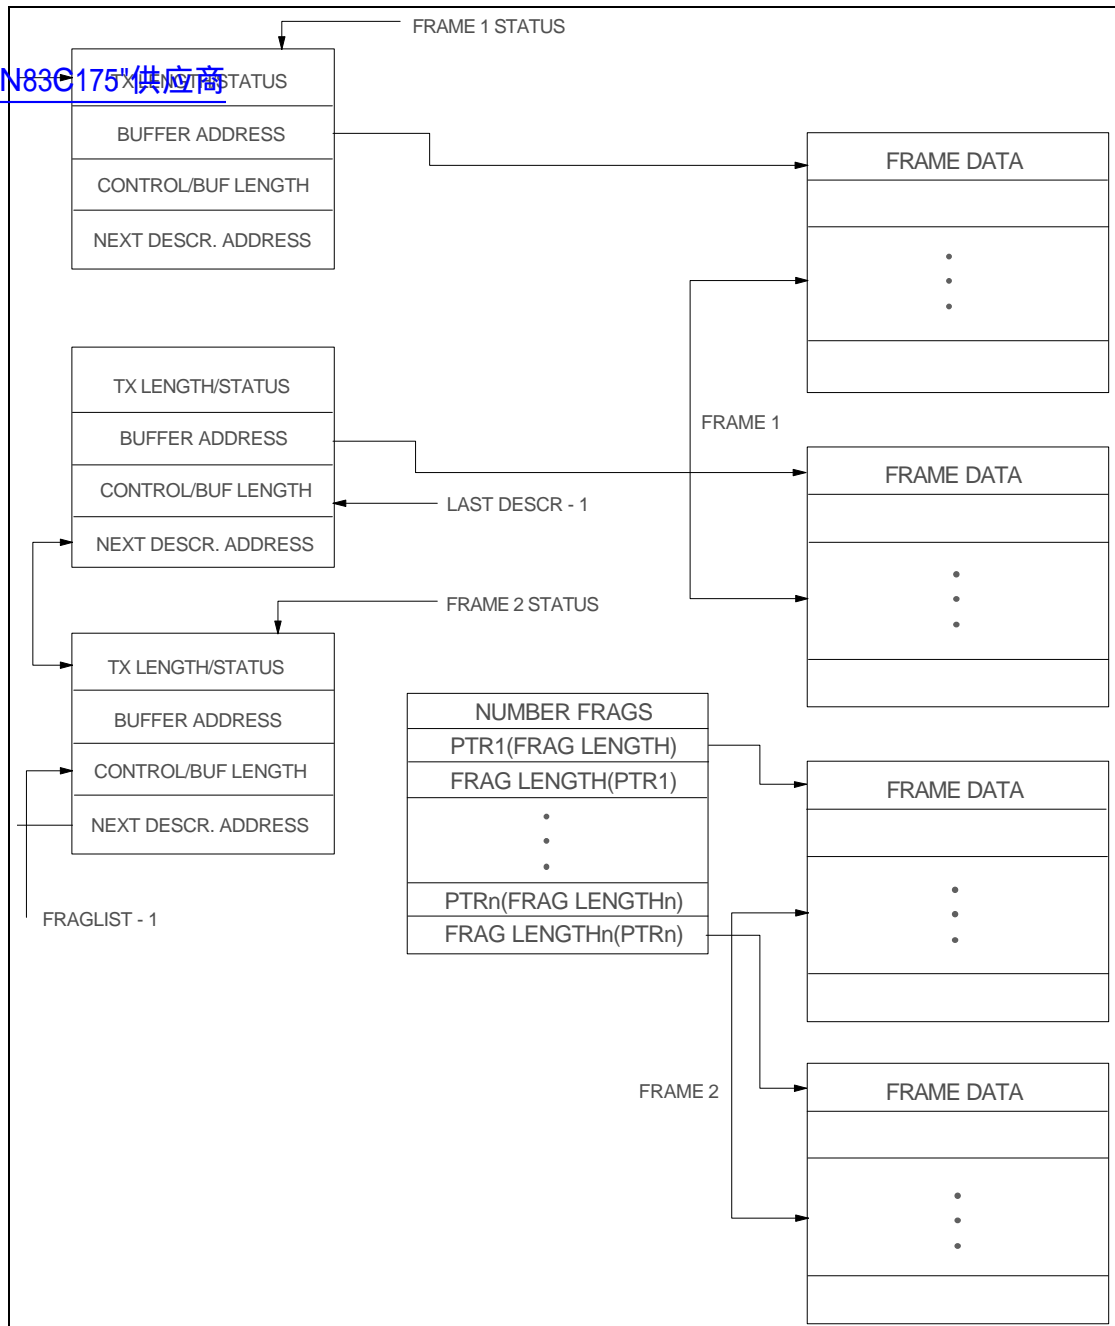 FRAME 1 STATUS
N83C175"供应商
TX LENGTH/STATUS
BUFFER ADDRESS
CONTROL/BUF LENGTH
NEXT DESCR. ADDRESS
FRAME DATA
TX LENGTH/STATUS
BUFFER ADDRESS
CONTROL/BUF LENGTH
NEXT DESCR. ADDRESS
FRAME 1
LAST DESCR - 1
FRAME DATA
FRAME 2 STATUS
TX LENGTH/STATUS
BUFFER ADDRESS
CONTROL/BUF LENGTH
NEXT DESCR. ADDRESS
FRAGLIST - 1
NUMBER FRAGS
PTR1(FRAG LENGTH)
FRAG LENGTH(PTR1)
PTRn(FRAG LENGTHn)
FRAG LENGTHn(PTRn)
FRAME DATA
FRAME 2
FRAME DATA